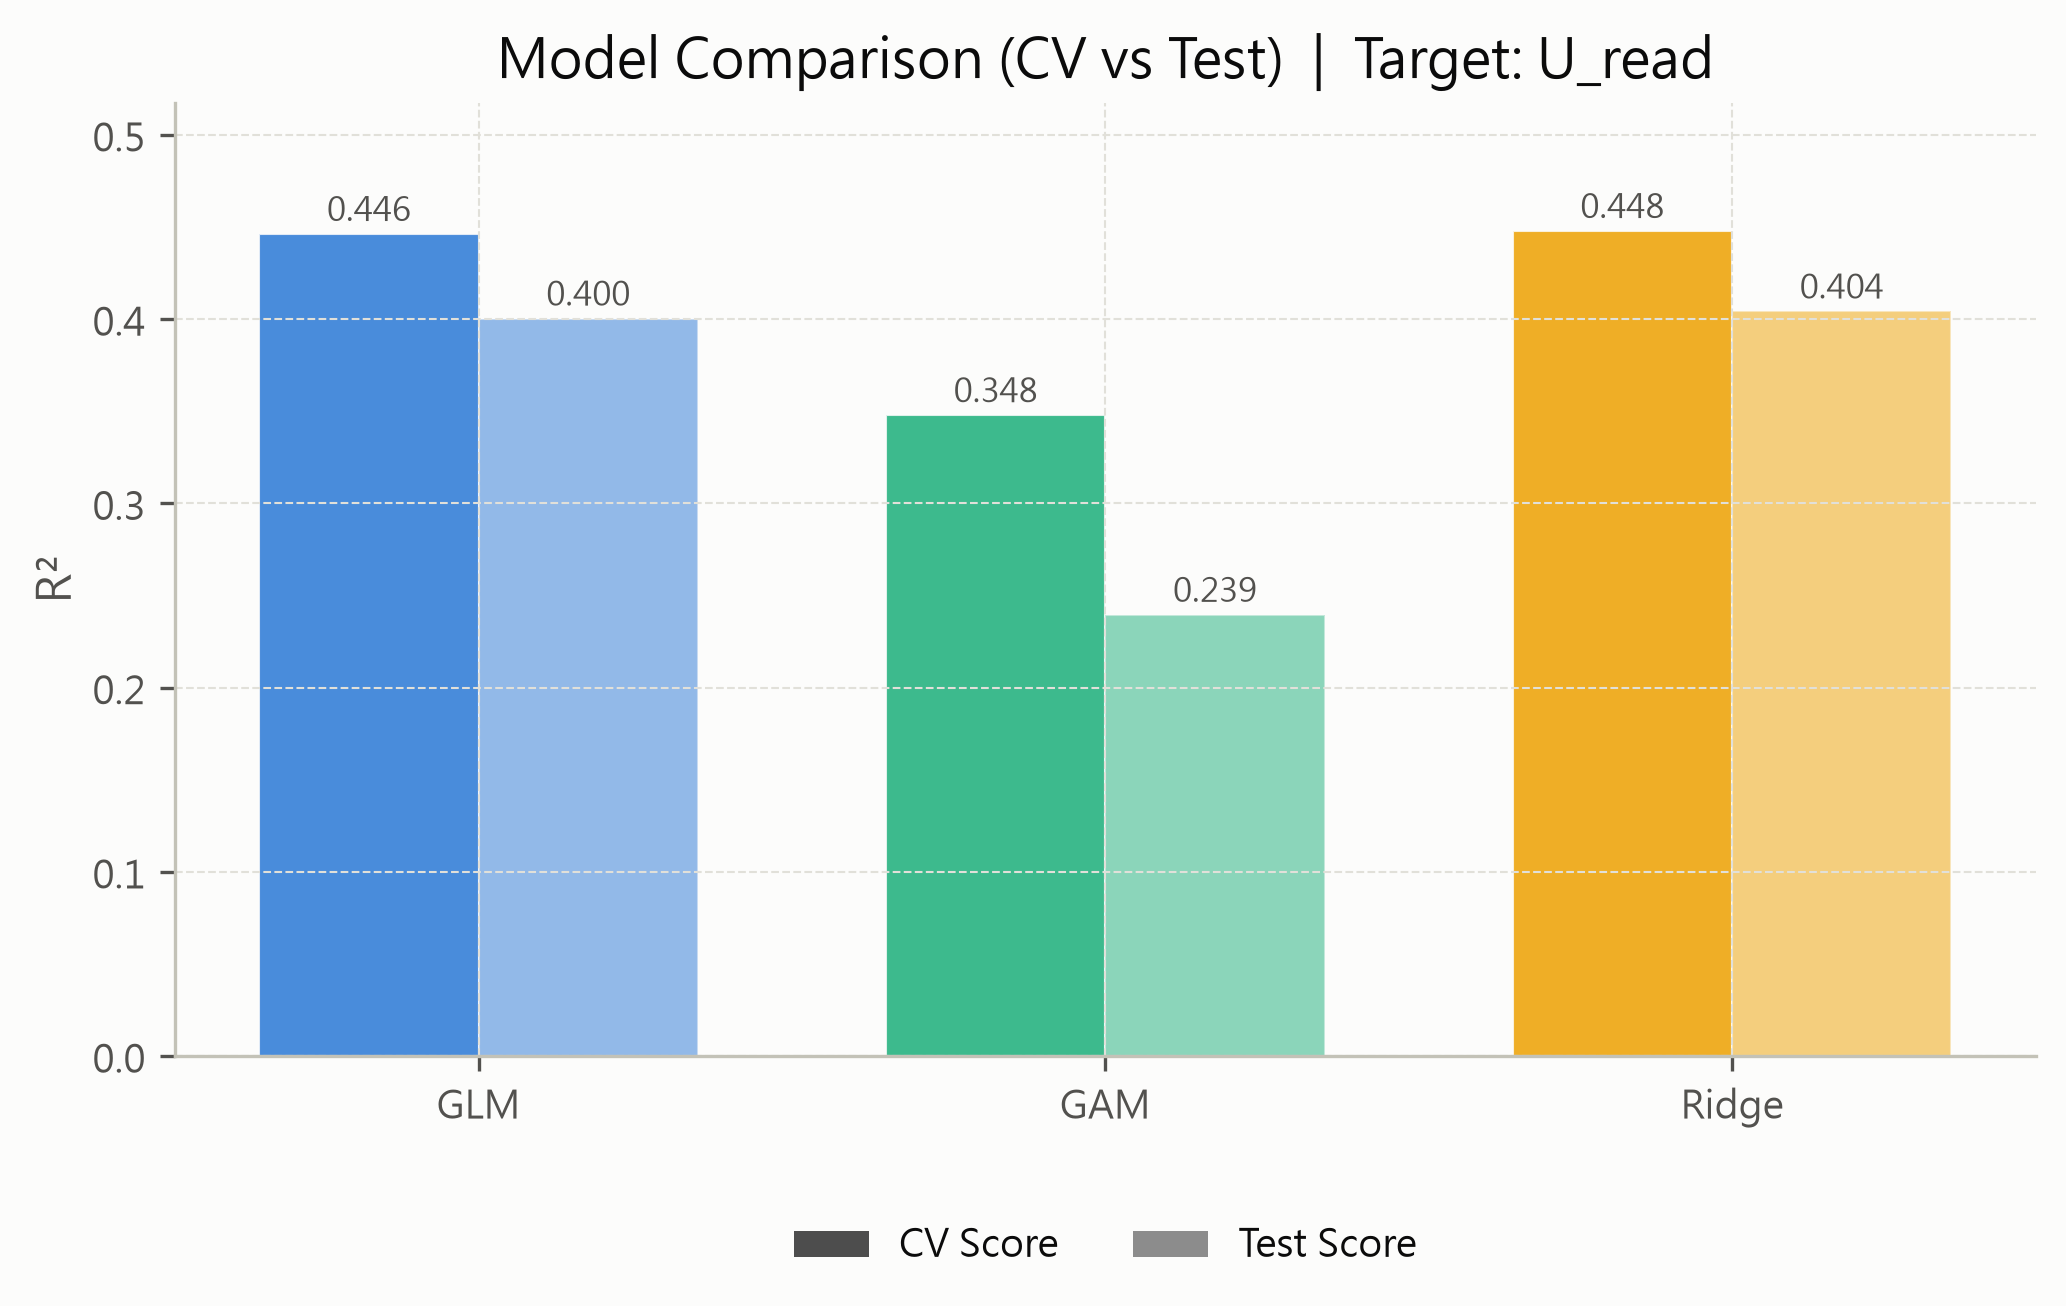 Model Comparison (CV vs Test) | Target: U_read
R²
0.5
0.4
0.3
0.2
0.1
0.0
0.446
0.400
0.348
0.239
0.448
0.404
GLM
GAM
Ridge
CV Score
Test Score